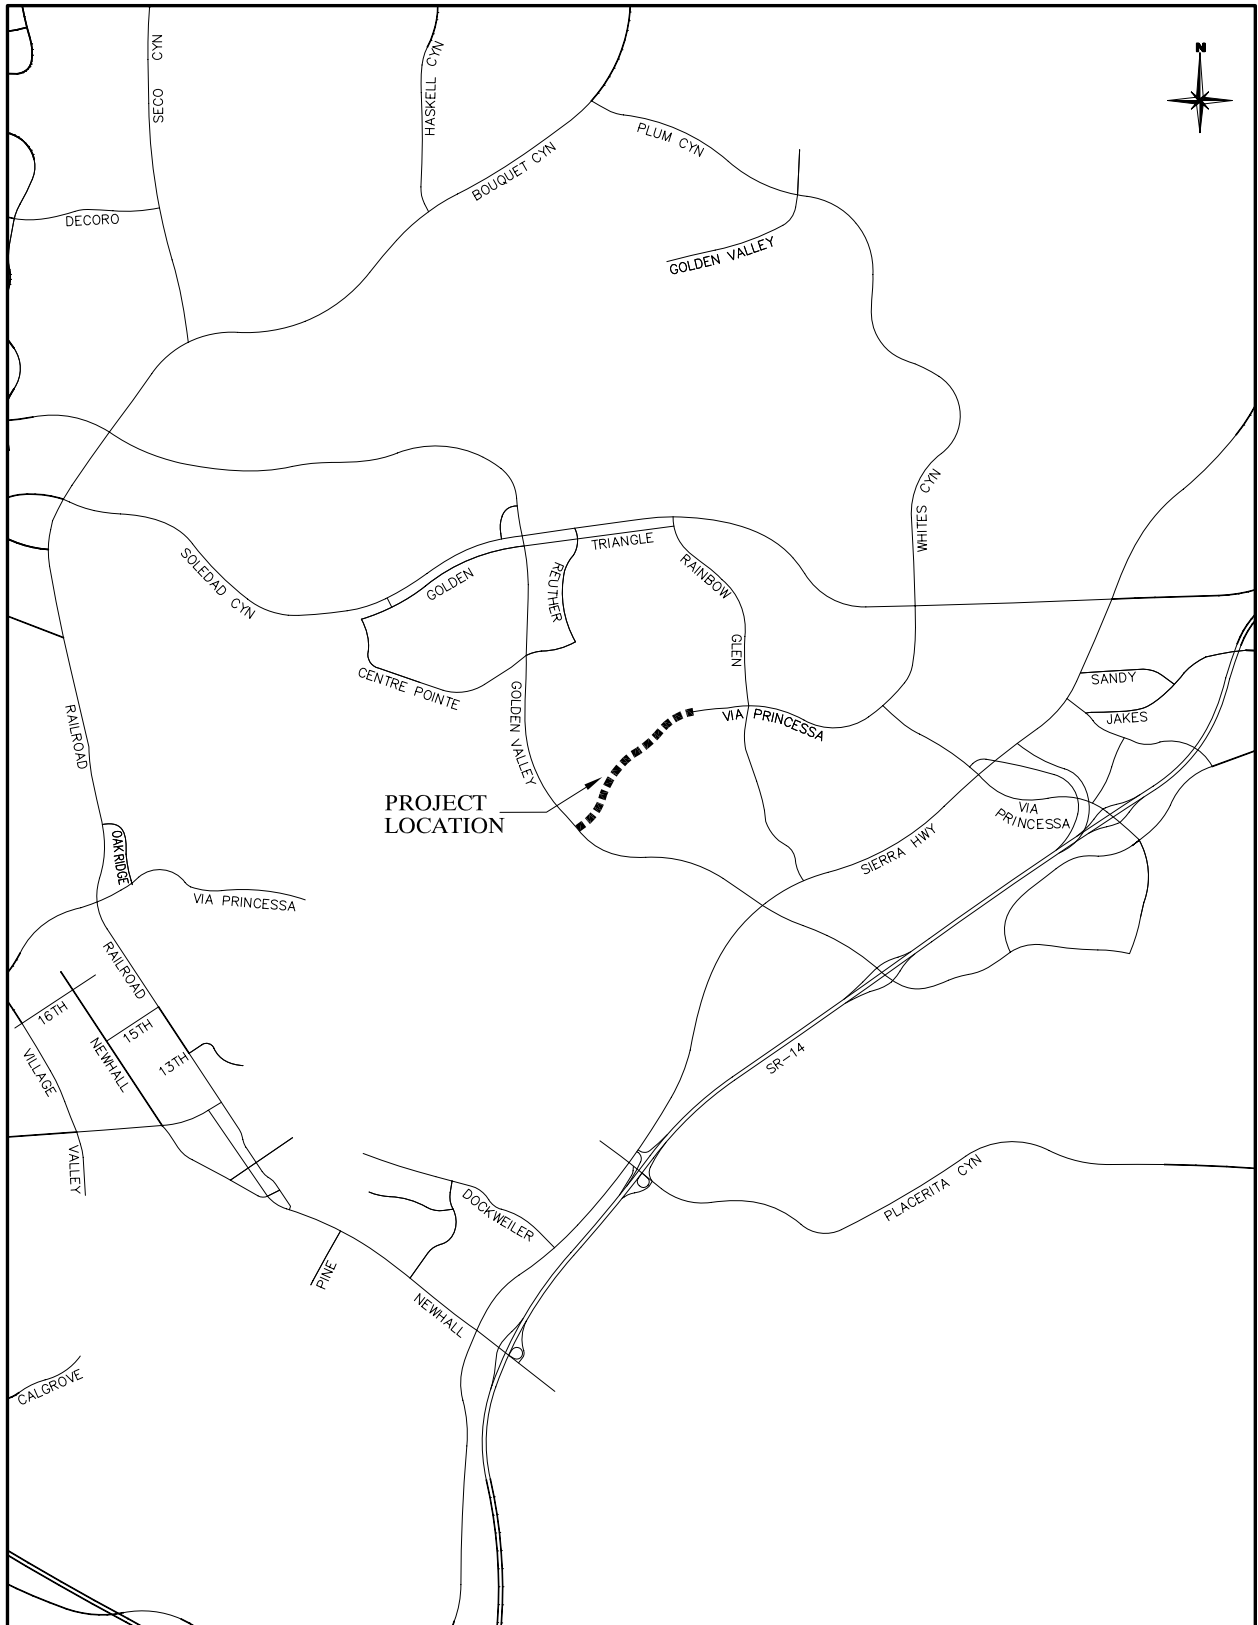 N
SECO CYN
HASKELL CYN
BOUQUET CYN
PLUM CYN
DECORO
GOLDEN VALLEY
WHITES CYN
SOLEDAD CYN
GOLDEN
TRIANGLE
REUTHER
RAINBOW
GLEN
CENTRE POINTE
GOLDEN VALLEY
VIA PRINCESSA
SANDY
JAKES
RAILROAD
PROJECT
LOCATION
VIA
PRINCESSA
SIERRA HWY
OAKRIDGE
VIA PRINCESSA
RAILROAD
16TH
15TH
13TH
NEWHALL
VILLAGE
VALLEY
SR-14
PLACERITA CYN
DOCKWEILER
PINE
NEWHALL
CALGROVE